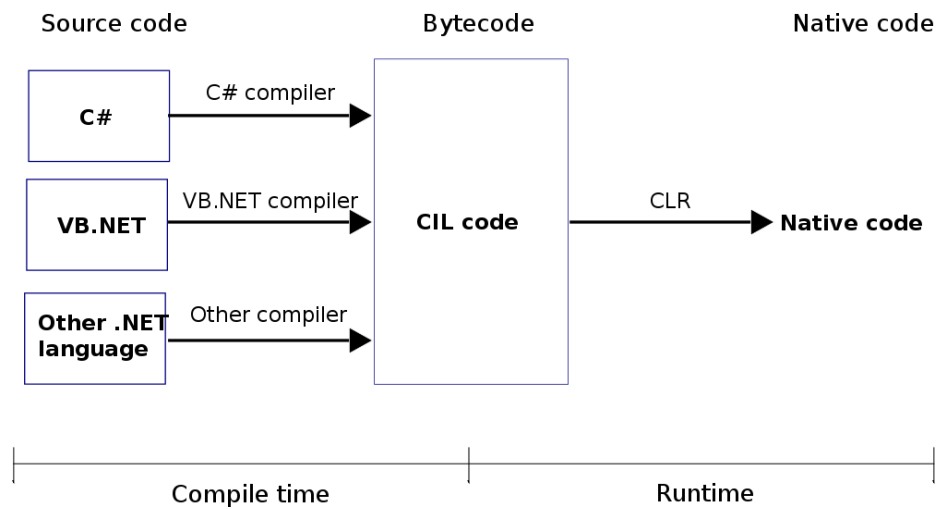 Source code
Bytecode
Native code
C# compiler
C#
VB.NET compiler
VB.NET
CIL code
CLR
Native code
Other compiler
Other .NET
language
Compile time
Runtime